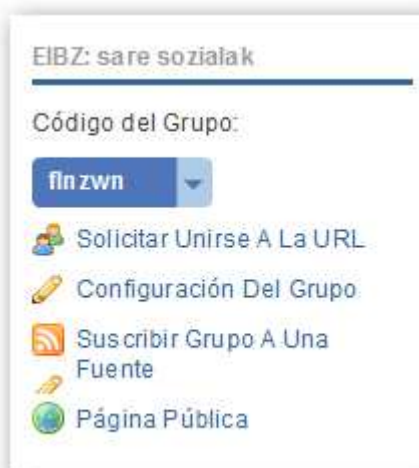 EIBZ: sare sozialak
Código del Grupo:
flnzwn
Solicitar Unirse A La URL
Configuración Del Grupo
Suscribir Grupo A Una
Fuente
Página Pública